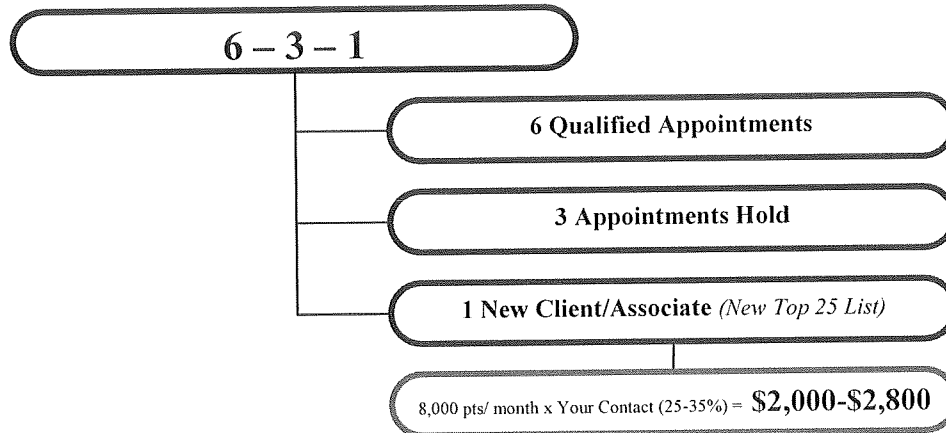 6 – 3 – 1
6 Qualified Appointments
3 Appointments Hold
1 New Client/Associate (New Top 25 List)
8,000 pts/ month x Your Contact (25-35%) = $2,000-$2,800